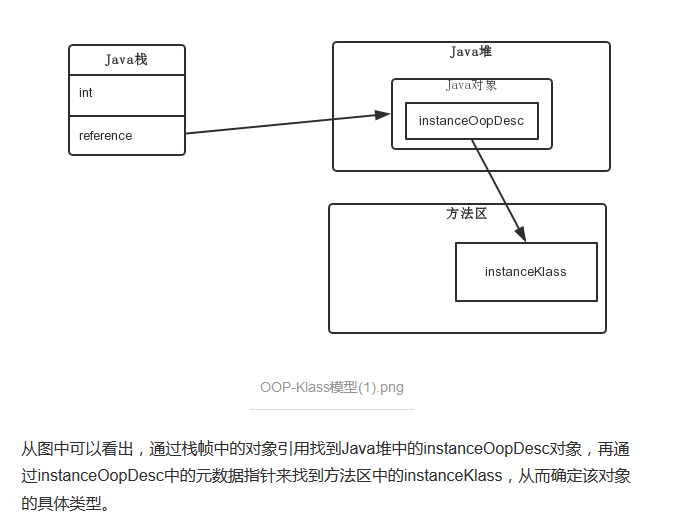 Java栈
int
reference
Java堆
Java对象
instanceOopDesc
方法区
instanceKlass
OOP-Klass模型(1).png
从图中可以看出，通过栈帧中的对象引用找到Java堆中的instanceOopDesc对象，再通
过instanceOopDesc中的元数据指针来找到方法区中的instanceKlass，从而确定该对象
的具体类型。